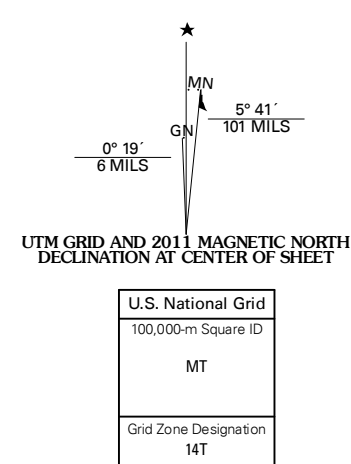 MN
GN
5° 41´
101 MILS
0° 19´
6 MILS
UTM GRID AND 2011 MAGNETIC NORTH
DECLINATION AT CENTER OF SHEET
U.S. National Grid
100,000-m Square ID
MT
Grid Zone Designation
14T